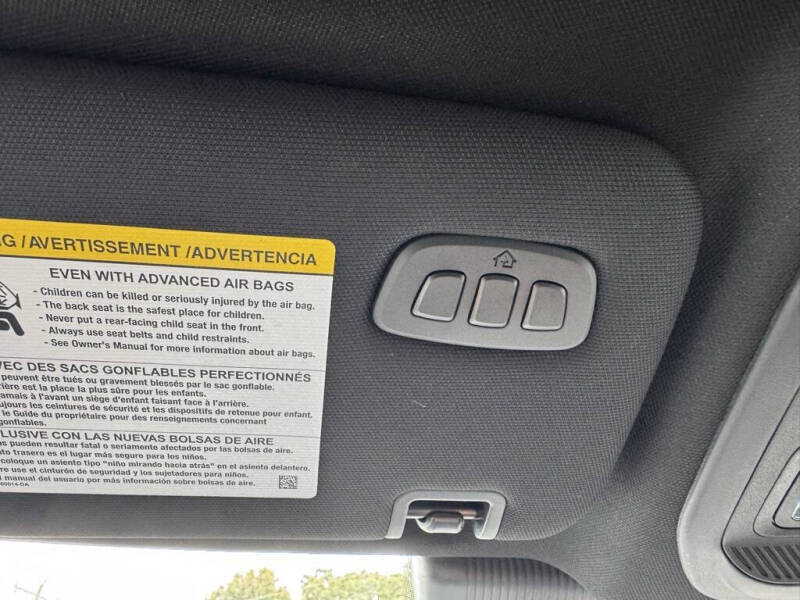 G / AVERTISSEMENT / ADVERTENCIA
EVEN WITH ADVANCED AIR BAGS
- Children can be killed or seriously injured by the air bag.
- The back seat is the safest place for children.
- Never put a rear-facing child seat in the front.
- Always use seat belts and child restraints.
- See Owner's Manual for more information about air bags.
VEC DES SACS GONFLABLES PERFECTIONNÉS
peuvent être tués ou gravement blessés par le sac gonflable.
rière est la place la plus sûre pour les enfants.
amais à l'avant un siège d'enfant faisant face à l'arrière.
ujours les ceintures de sécurité et les dispositifs de retenue pour enfant.
le Guide du propriétaire pour des renseignements concernant
gonflables.
LUSIVE CON LAS NUEVAS BOLSAS DE AIRE
os pueden resultar fatal o seriamente afectados por las bolsas de aire.
nto trasero es el lugar más seguro para los niños.
coloque un asiento tipo "niño mirando hacia atrás" en el asiento delantero.
re use el cinturón de seguridad y los sujetadores para niños.
l manual del usuario por más información sobre bolsas de aire.